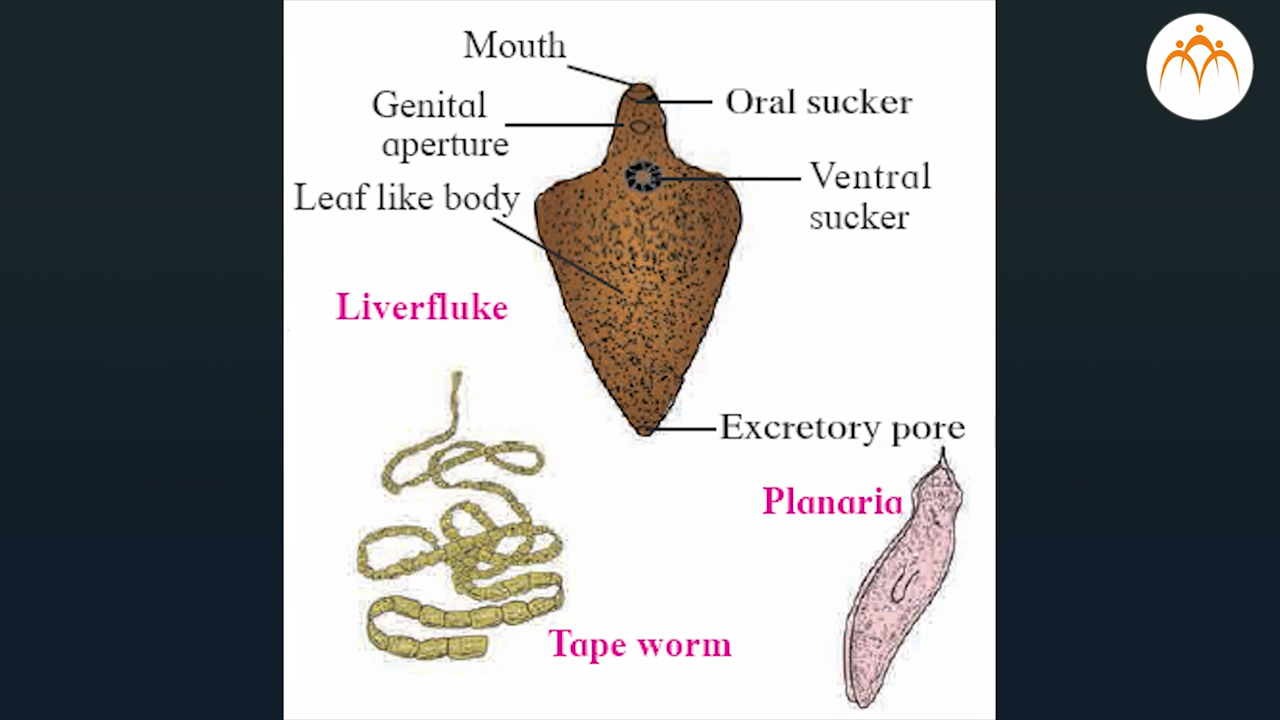 Mouth
Oral sucker
Genital
aperture
Ventral
sucker
Leaf like body
Liverfluke
Excretory pore
Planaria
Tape worm